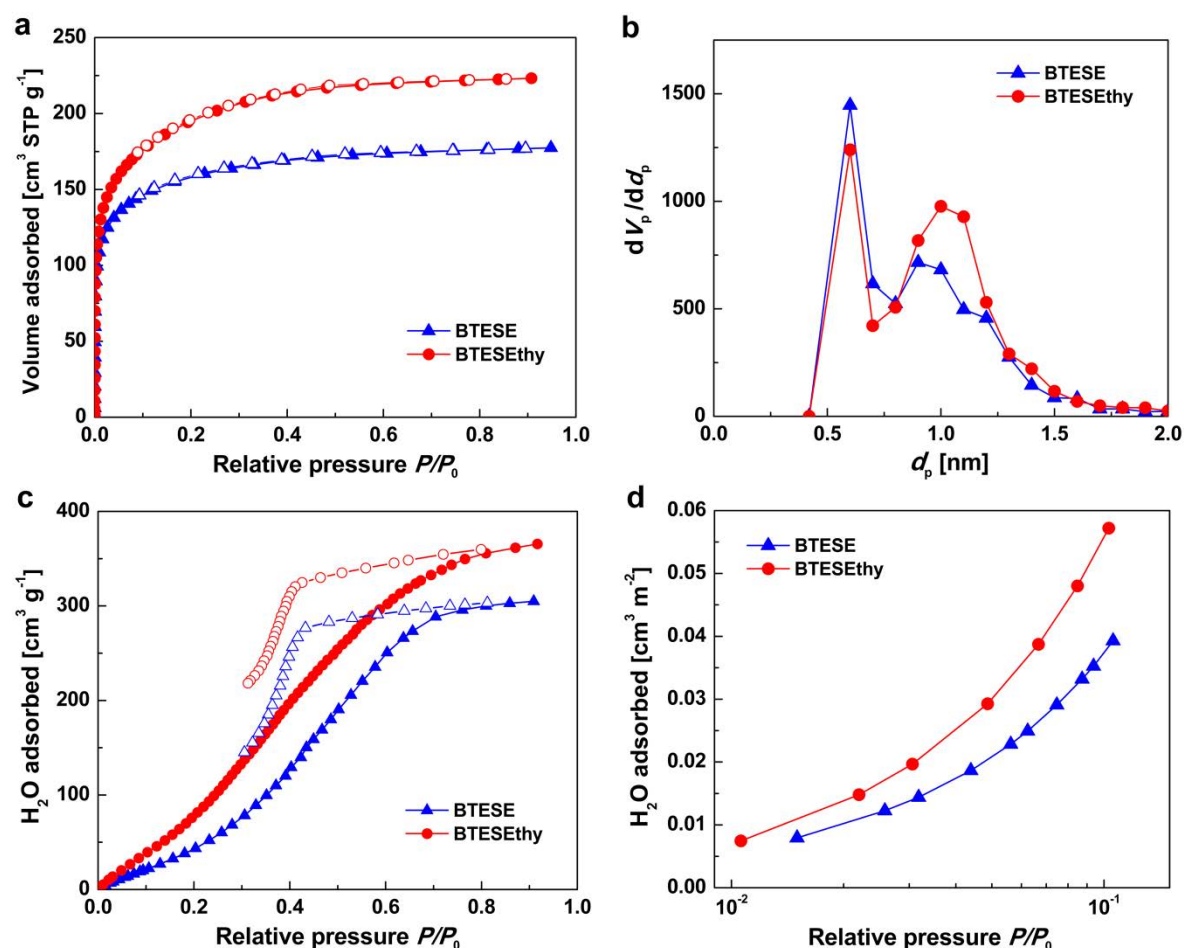 a
250
200
150
100
50
0
Volume adsorbed [cm³ STP g⁻¹]
BTESE
BTESEthy
0.0 0.2 0.4 0.6 0.8 1.0
Relative pressure P/P₀
b
1500
1000
500
0
dVₚ/ddₚ
BTESE
BTESEthy
0.0 0.5 1.0 1.5 2.0
dₚ [nm]
c
400
300
200
100
0
H₂O adsorbed [cm³ g⁻¹]
BTESE
BTESEthy
0.0 0.2 0.4 0.6 0.8 1.0
Relative pressure P/P₀
d
0.06
0.05
0.04
0.03
0.02
0.01
0.00
H₂O adsorbed [cm³ m⁻²]
BTESE
BTESEthy
10⁻² 10⁻¹
Relative pressure P/P₀